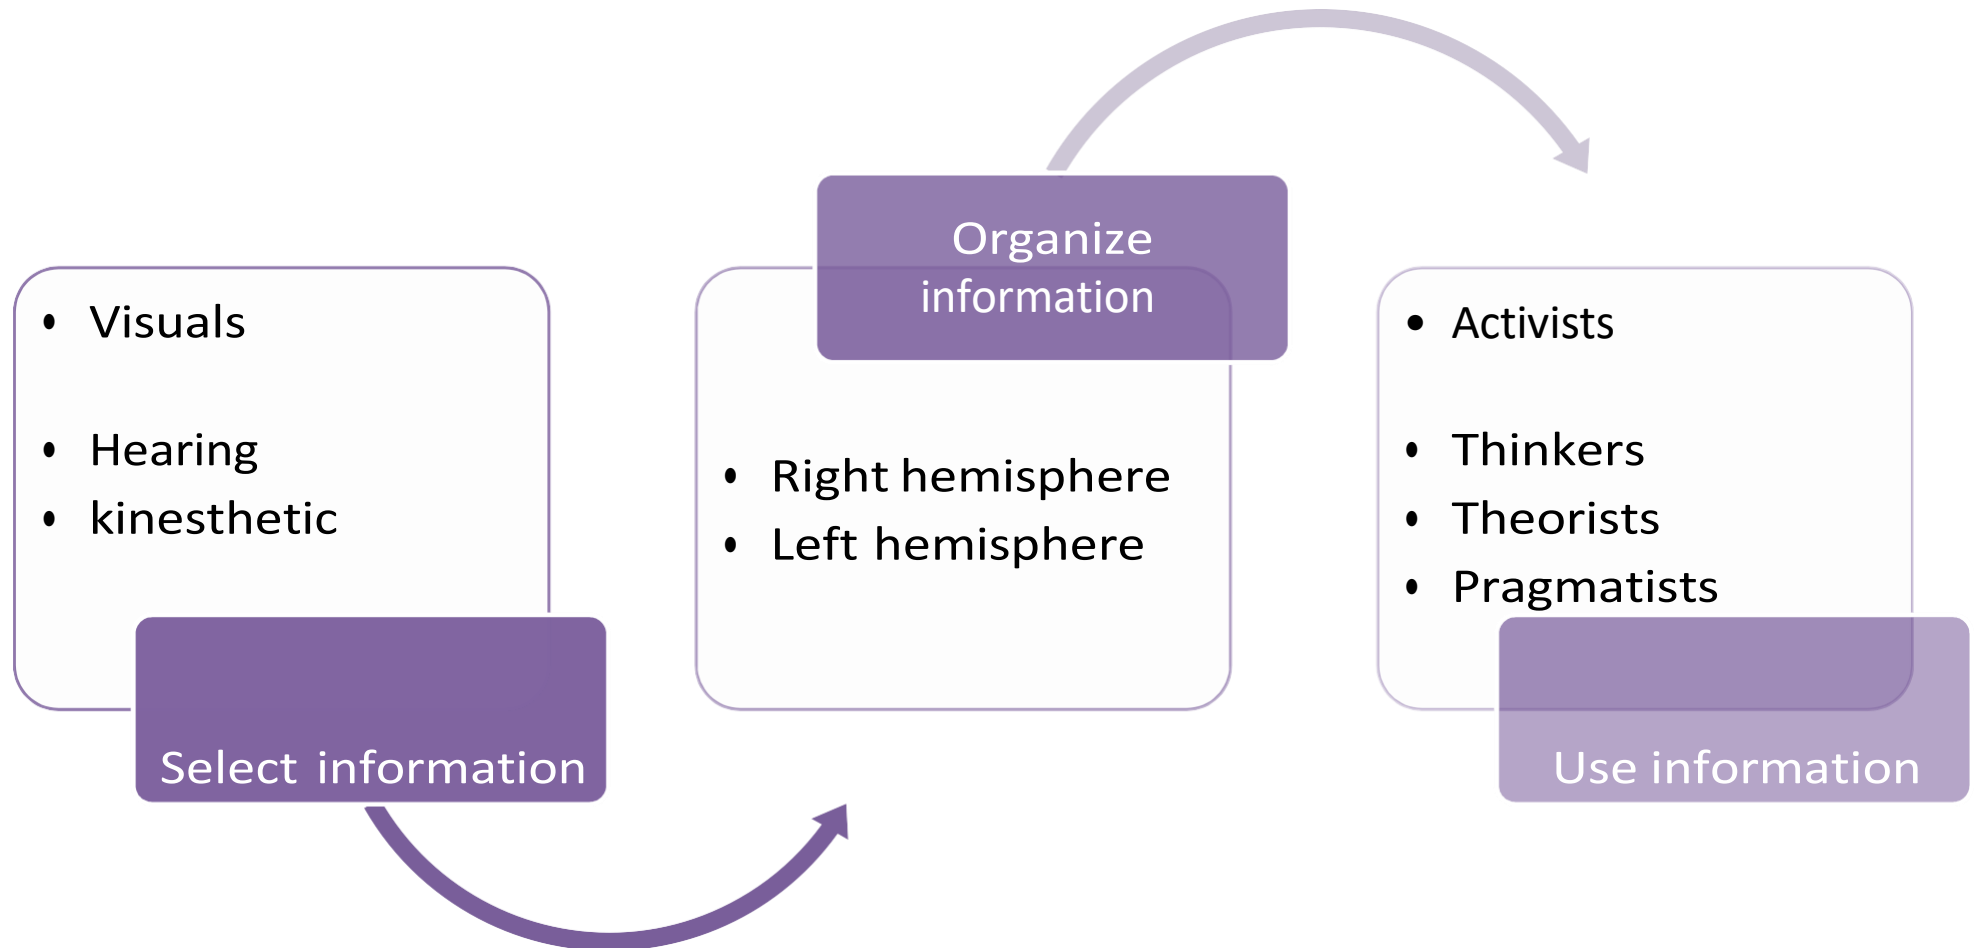 • Visuals
• Hearing
• kinesthetic
Select information
Organize
information
• Right hemisphere
• Left hemisphere
• Activists
• Thinkers
• Theorists
• Pragmatists
Use information